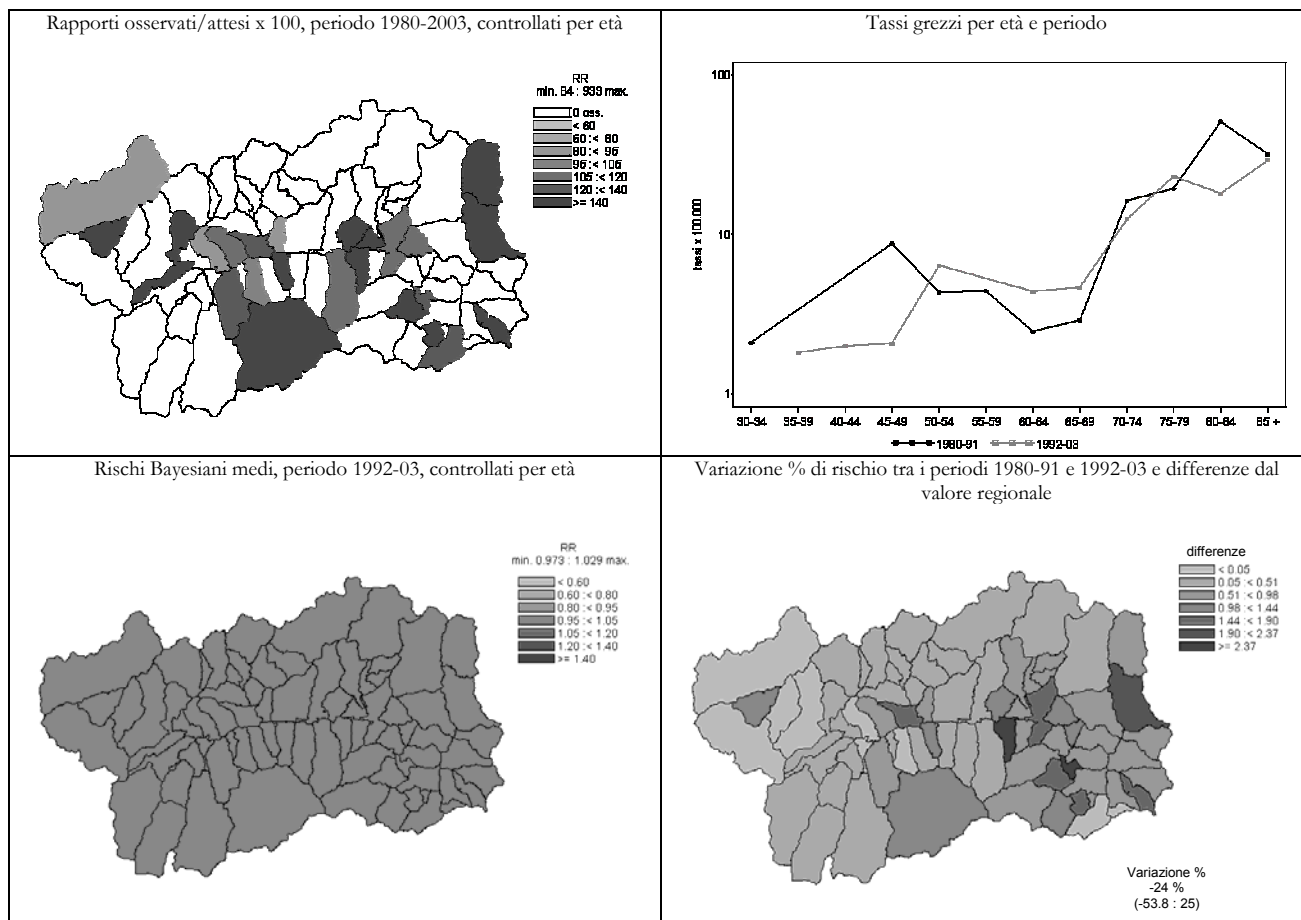 Rapporti osservati/attesi x 100, periodo 1980-2003, controllati per età
RR
min. 64 : 933 max.
0 oss.
< 60
60 :< 80
80 :< 95
95 :< 105
105 :< 120
120 :< 140
>= 140
Tassi grezzi per età e periodo
100
10
1
tassi x 100.000
30-34 35-39 40-44 45-49 50-54 55-59 60-64 65-69 70-74 75-79 80-84 85 +
1980-91 1992-03
Rischi Bayesiani medi, periodo 1992-03, controllati per età
RR
min. 0.973 : 1.029 max.
< 0.60
0.60 :< 0.80
0.80 :< 0.95
0.95 :< 1.05
1.05 :< 1.20
1.20 :< 1.40
>= 1.40
Variazione % di rischio tra i periodi 1980-91 e 1992-03 e differenze dal
valore regionale
differenze
< 0.05
0.05 :< 0.51
0.51 :< 0.98
0.98 :< 1.44
1.44 :< 1.90
1.90 :< 2.37
>= 2.37
Variazione %
-24 %
(-53.8 : 25)